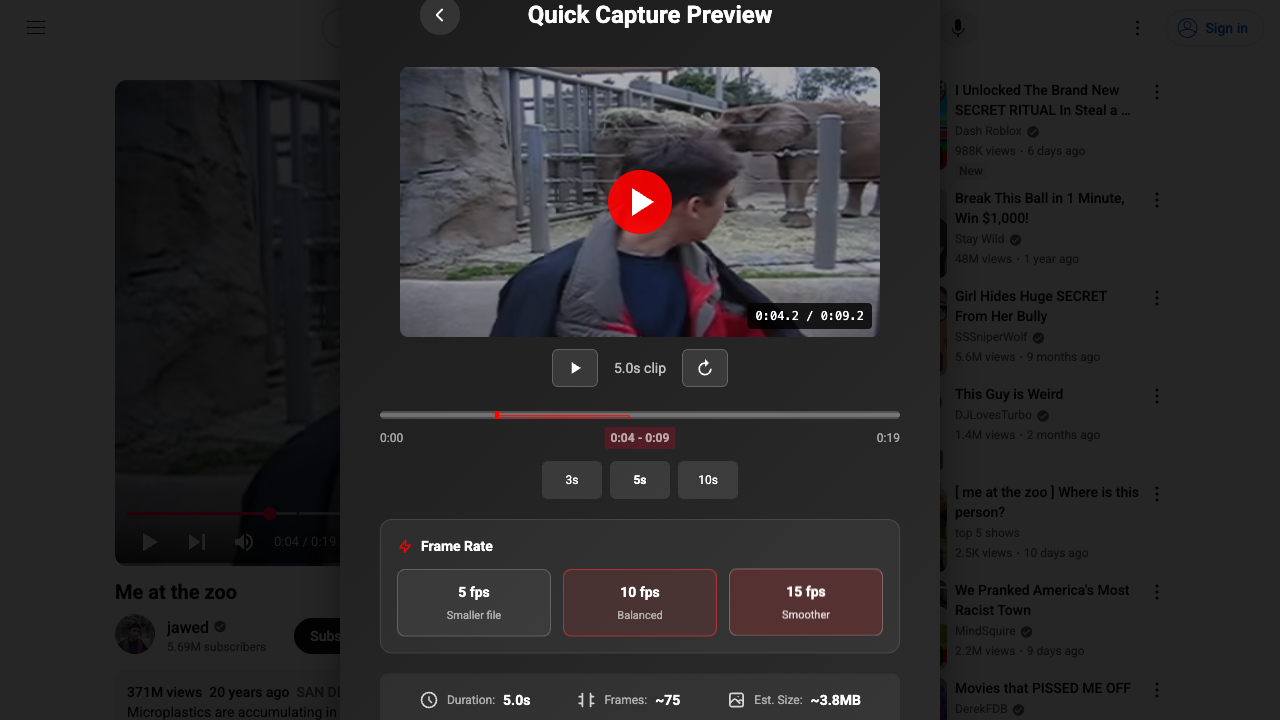 Quick Capture Preview
Sign in
0:04.2 / 0:09.2
5.0s clip
0:00
0:04 - 0:09
0:19
3s
5s
10s
Frame Rate
5 fps
Smaller file
10 fps
Balanced
15 fps
Smoother
Duration: 5.0s
Frames: ~75
Est. Size: ~3.8MB
0:04 / 0:19
Me at the zoo
jawed
5.69M subscribers
Subs
371M views 20 years ago SAN DI
Microplastics are accumulating in
I Unlocked The Brand New
SECRET RITUAL In Steal a ...
Dash Roblox
988K views • 6 days ago
New
Break This Ball in 1 Minute,
Win $1,000!
Stay Wild
48M views • 1 year ago
Girl Hides Huge SECRET
From Her Bully
SSSniperWolf
5.6M views • 9 months ago
This Guy is Weird
DJLovesTurbo
1.4M views • 2 months ago
[ me at the zoo ] Where is this
person?
top 5 shows
2.5K views • 10 days ago
We Pranked America's Most
Racist Town
MindSquire
2.2M views • 9 days ago
Movies that PISSED ME OFF
DerekFDB